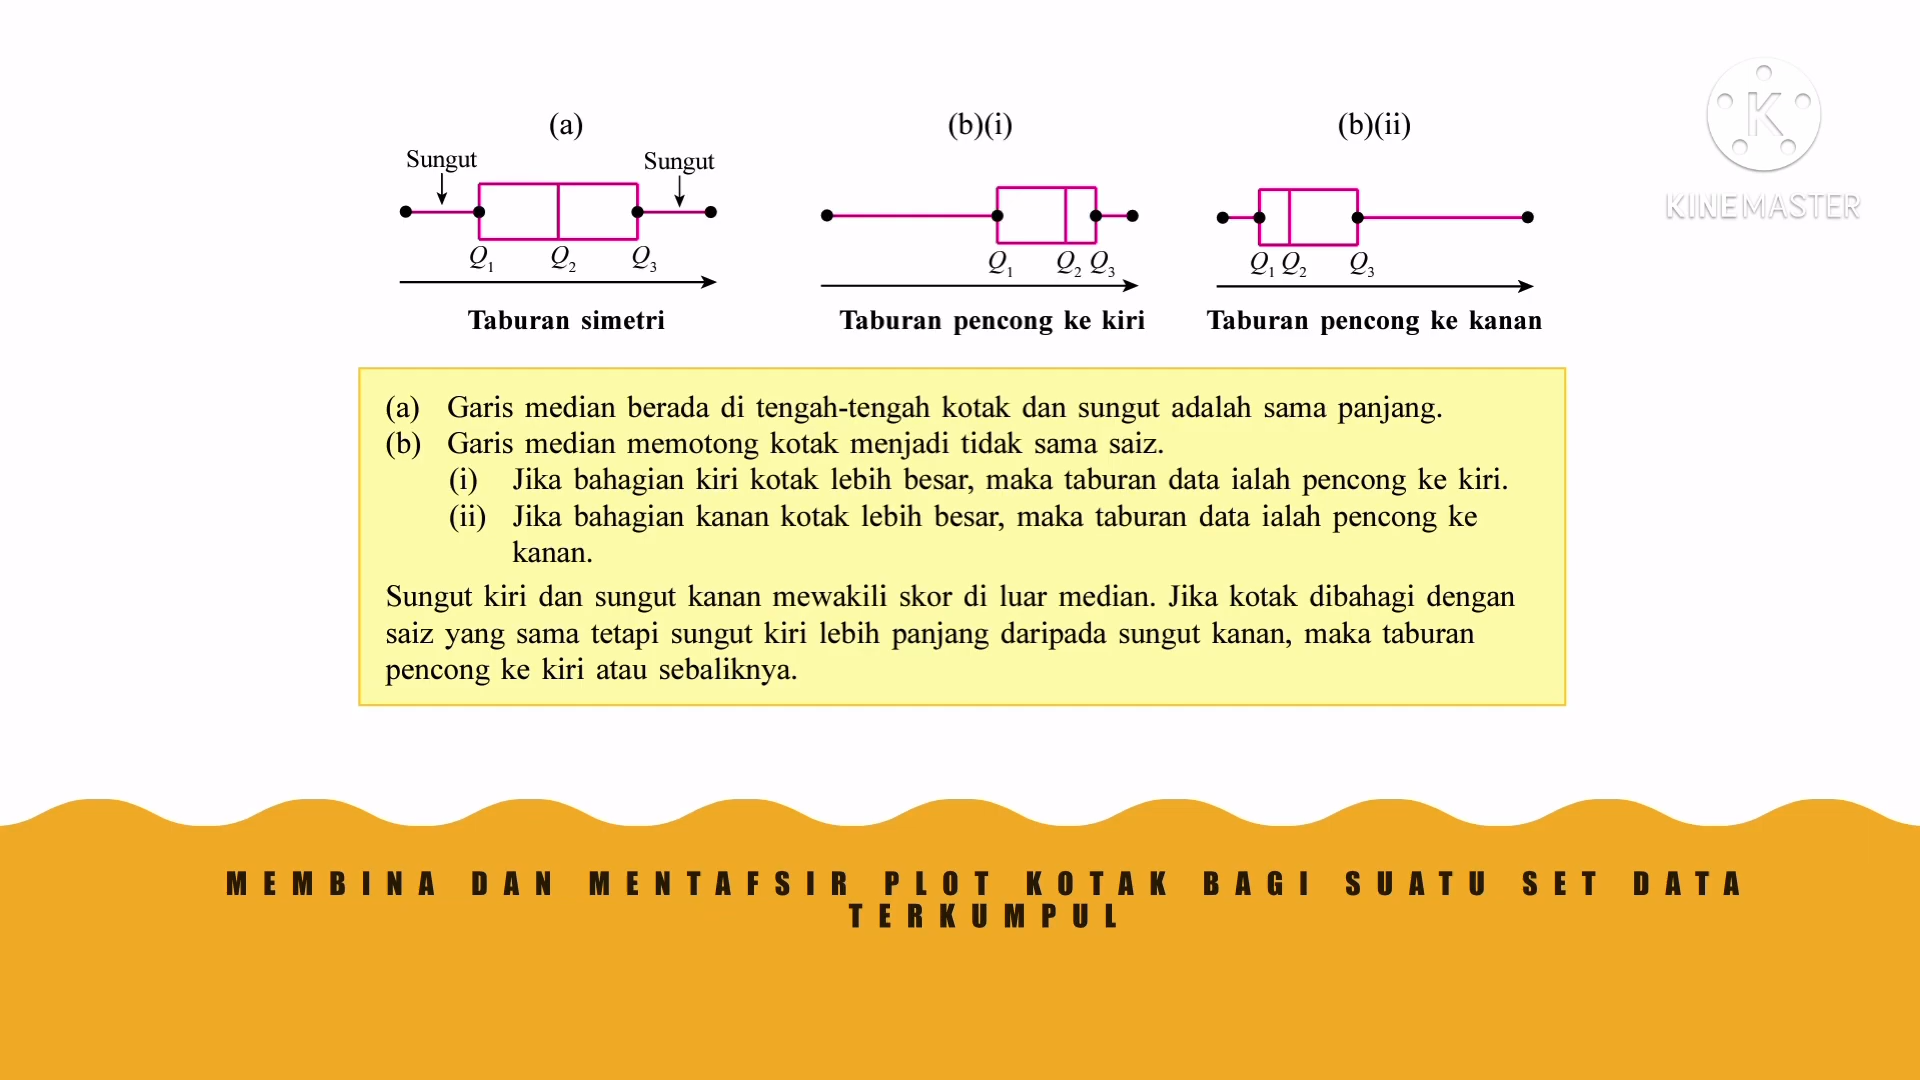 (a)
(b)(i)
(b)(ii)
Sungut
Sungut
Q1
Q2
Q3
Q1
Q2
Q3
Q1
Q2
Q3
Taburan simetri
Taburan pencong ke kiri
Taburan pencong ke kanan
K
KINEMASTER
(a) Garis median berada di tengah-tengah kotak dan sungut adalah sama panjang.
(b) Garis median memotong kotak menjadi tidak sama saiz.
(i) Jika bahagian kiri kotak lebih besar, maka taburan data ialah pencong ke kiri.
(ii) Jika bahagian kanan kotak lebih besar, maka taburan data ialah pencong ke
kanan.
Sungut kiri dan sungut kanan mewakili skor di luar median. Jika kotak dibahagi dengan
saiz yang sama tetapi sungut kiri lebih panjang daripada sungut kanan, maka taburan
pencong ke kiri atau sebaliknya.
MEMBINA DAN MENTAFSIR PLOT KOTAK BAGI SUATU SET DATA
TERKUMPUL